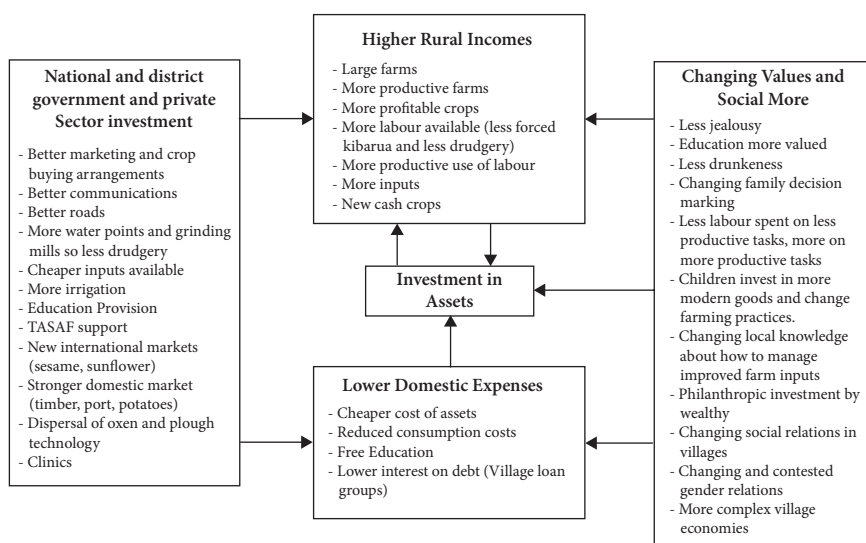 National and district
government and private
Sector investment
- Better marketing and crop
buying arrangements
- Better communications
- Better roads
- More water points and grinding
mills so less drudgery
- Cheaper inputs available
- More irrigation
- Education Provision
- TASAF support
- New international markets
(sesame, sunflower)
- Stronger domestic market
(timber, port, potatoes)
- Dispersal of oxen and plough
technology
- Clinics
Higher Rural Incomes
- Large farms
- More productive farms
- More profitable crops
- More labour available (less forced
kibarua and less drudgery)
- More productive use of labour
- More inputs
- New cash crops
Investment in
Assets
Lower Domestic Expenses
- Cheaper cost of assets
- Reduced consumption costs
- Free Education
- Lower interest on debt (Village loan
groups)
Changing Values and
Social More
- Less jealousy
- Education more valued
- Less drunkeness
- Changing family decision
marking
- Less labour spent on less
productive tasks, more on
more productive tasks
- Children invest in more
modern goods and change
farming practices.
- Changing local knowledge
about how to manage
improved farm inputs
- Philanthropic investment by
wealthy
- Changing social relations in
villages
- Changing and contested
gender relations
- More complex village
economies